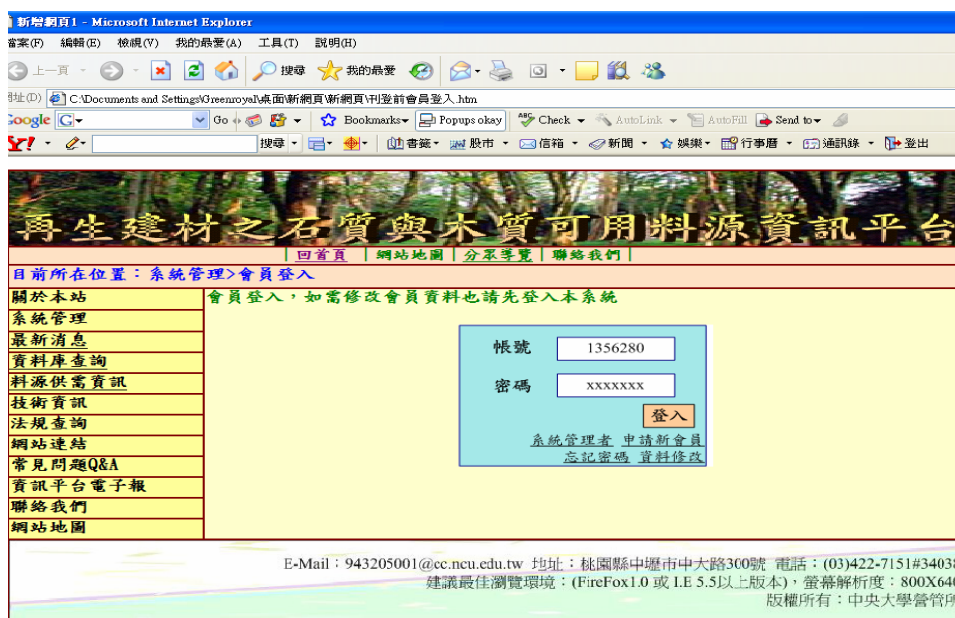 新增網頁1 - Microsoft Internet Explorer
檔案(F) 編輯(E) 檢視(V) 我的最愛(A) 工具(T) 說明(H)
上一頁 搜尋 我的最愛
網址(D) C:\Documents and Settings\Greenroyal\桌面\新網頁\新網頁\刊登前會員登入.htm
Google G Go Bookmarks Popups okay Check AutoLink AutoFill Send to
Y! 搜尋 書籤 股市 信箱 新聞 娛樂 行事曆 通訊錄 登出
再生建材之石質與木質可用料源資訊平台
| 回首頁 | 網站地圖 | 分眾導覽 | 聯絡我們 |
目前所在位置：系統管理>會員登入
關於本站
系統管理
最新消息
資料庫查詢
料源供需資訊
技術資訊
法規查詢
網站連結
常見問題Q&A
資訊平台電子報
聯絡我們
網站地圖
會員登入，如需修改會員資料也請先登入本系統
帳號 1356280
密碼 xxxxxxx
登入
系統管理者 申請新會員
忘記密碼 資料修改
E-Mail：943205001@cc.ncu.edu.tw 地址：桃園縣中壢市中大路300號 電話：(03)422-7151#34038
建議最佳瀏覽環境：(FireFox1.0 或 I.E 5.5以上版本)，螢幕解析度：800X640
版權所有：中央大學營管所